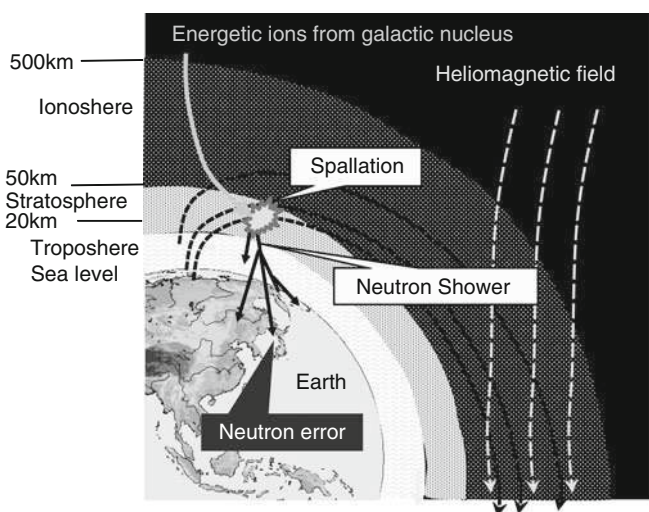 Energetic ions from galactic nucleus
500km
Heliomagnetic field
Ionoshere
Spallation
50km
Stratosphere
20km
Troposhere
Sea level
Neutron Shower
Earth
Neutron error